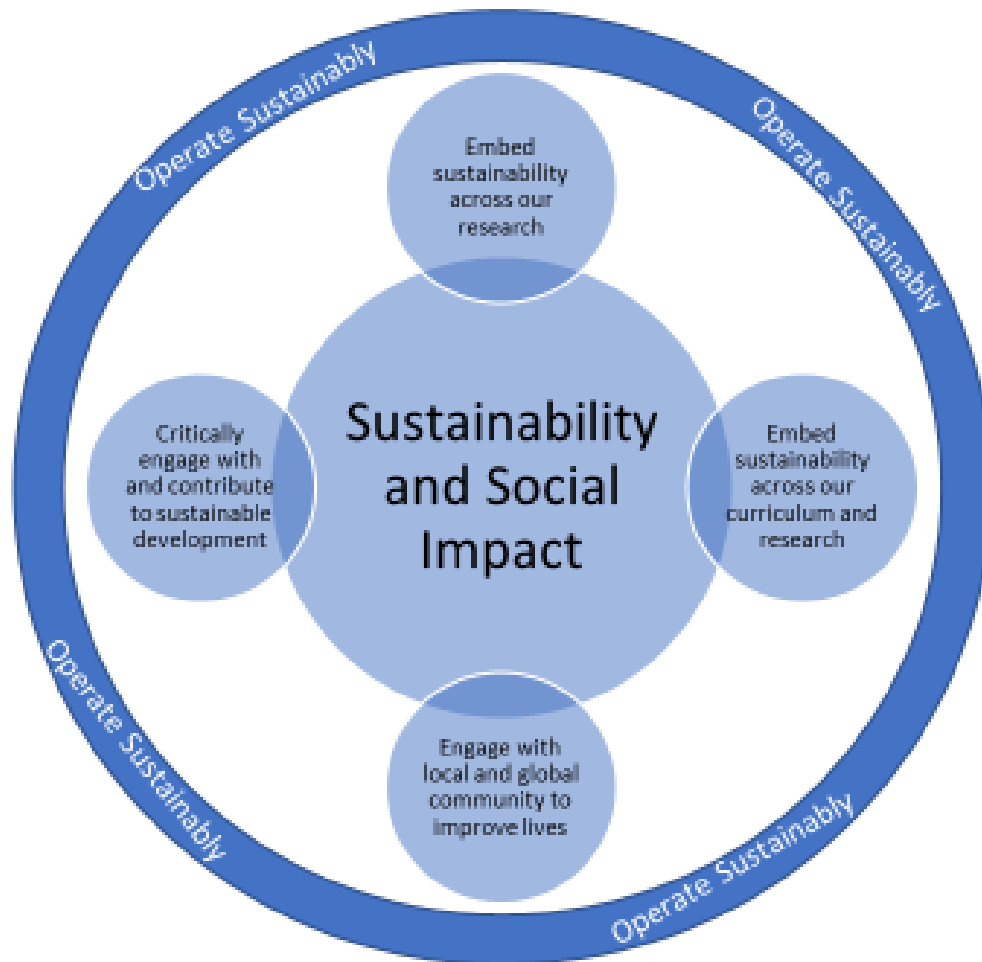 Operate Sustainably
Operate Sustainably
Embed
sustainability
across our
research
Sustainability
and Social
Impact
Critically
engage with
and contribute
to sustainable
development
Embed
sustainability
across our
curriculum and
research
Engage with
local and global
community to
improve lives
Operate Sustainably
Operate Sustainably